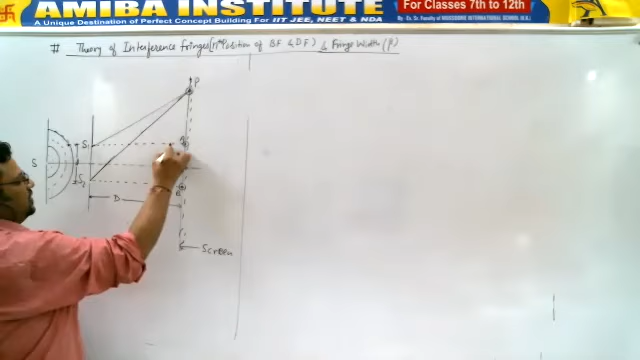 AMIBA INSTITUTE
A Unique Destination of Perfect Concept Building For IIT JEE, NEET & NDA
For Classes 7th to 12th
# Theory of Interference fringes (nth Position of BF & DF) & Fringe Width (β)
P
S1
S
S2
D
Screen